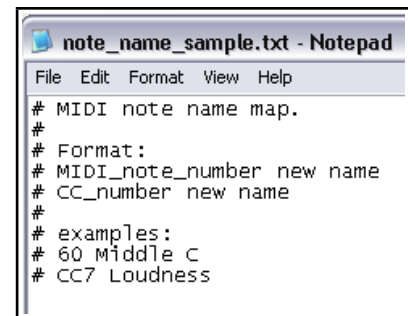 note_name_sample.txt - Notepad
File Edit Format View Help
# MIDI note name map.
#
# Format:
# MIDI_note_number new name
# CC_number new name
#
# examples:
# 60 Middle C
# CC7 Loudness